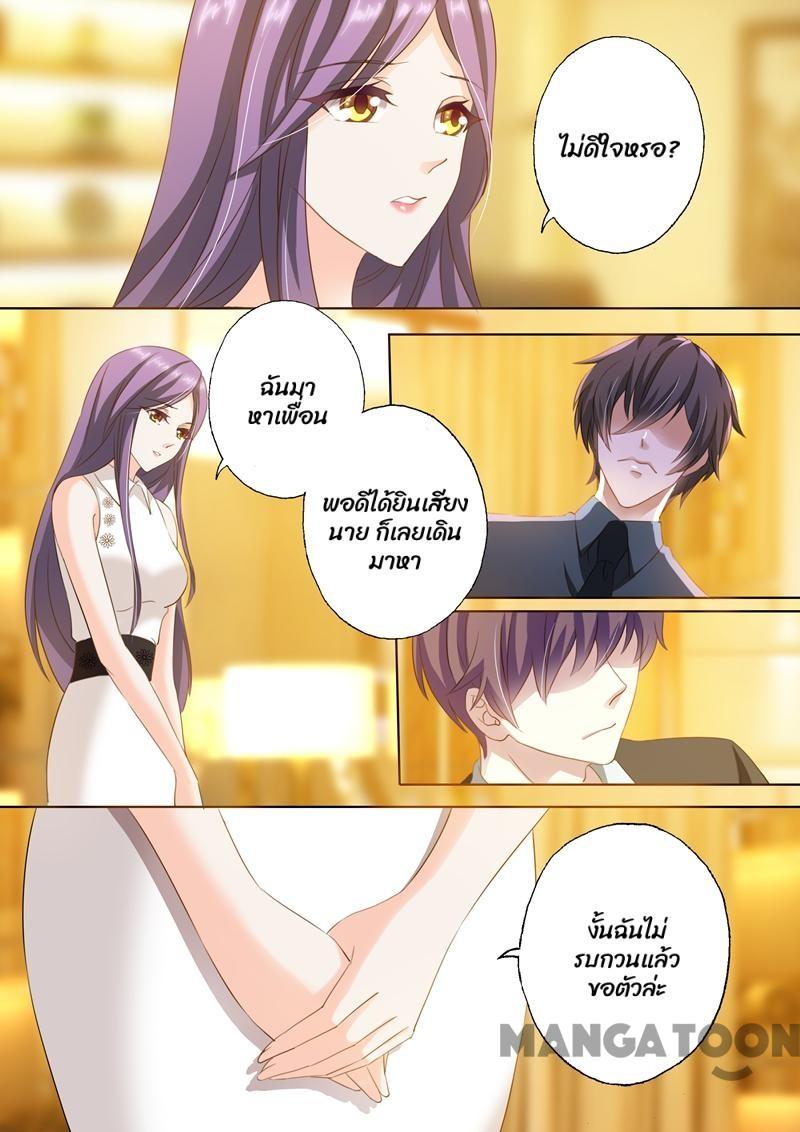 ไม่ดีใจหรอ?
ฉันมา
หาเพื่อน
พอดีได้ยินเสียง
นาย ก็เลยเดิน
มาหา
งั้นฉันไม่
รบกวนแล้ว
ขอตัวล่ะ
MANGATOON